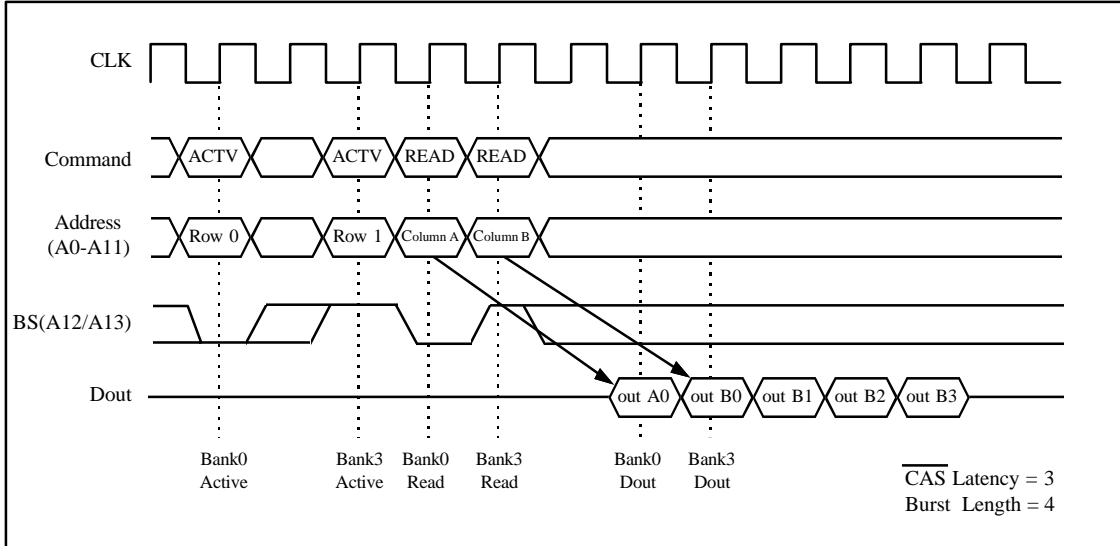 CLK
Command
ACTV
ACTV
READ
READ
Address
(A0-A11)
Row 0
Row 1
Column A
Column B
BS(A12/A13)
Dout
out A0
out B0
out B1
out B2
out B3
Bank0
Active
Bank3
Active
Bank0
Read
Bank3
Read
Bank0
Dout
Bank3
Dout
CAS Latency = 3
Burst Length = 4